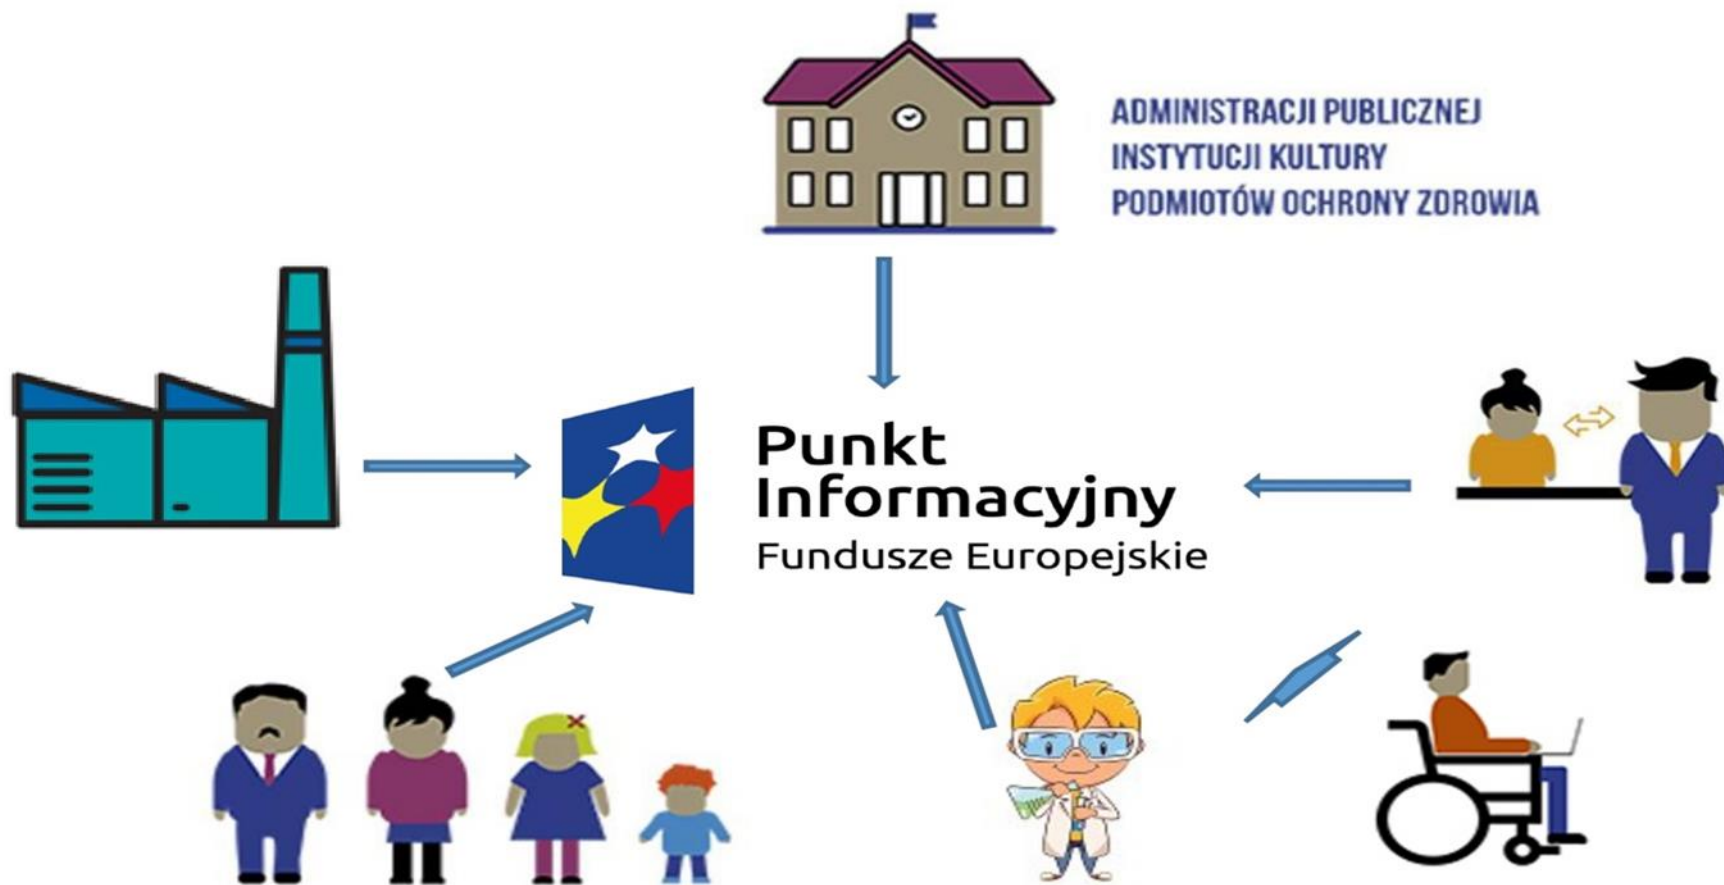 ADMINISTRACJI PUBLICZNEJ
INSTYTUCJI KULTURY
PODMIOTÓW OCHRONY ZDROWIA
Punkt
Informacyjny
Fundusze Europejskie